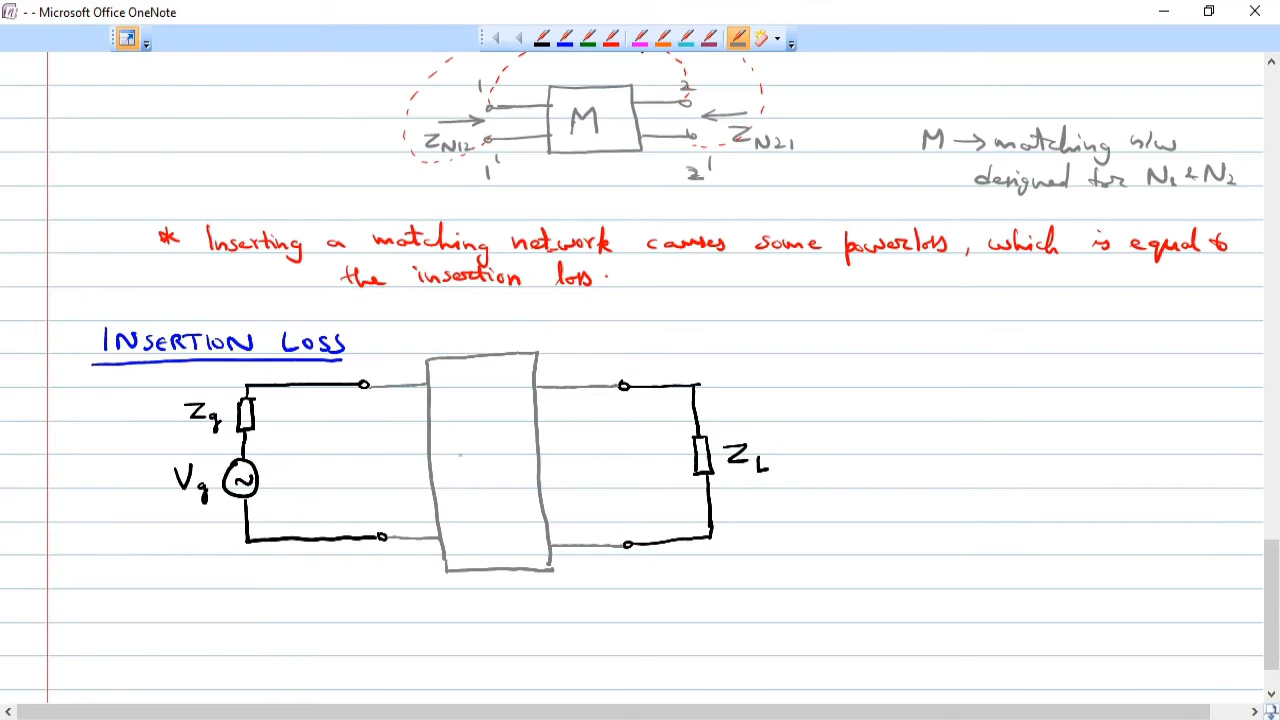 - - Microsoft Office OneNote
1
2
M
Z_N12
Z_N21
1'
2'
M → matching n/w
designed for N1 & N2
* Inserting a matching network causes some powerloss, which is equal to
the insertion loss.
INSERTION LOSS
Zg
Vg
~
ZL